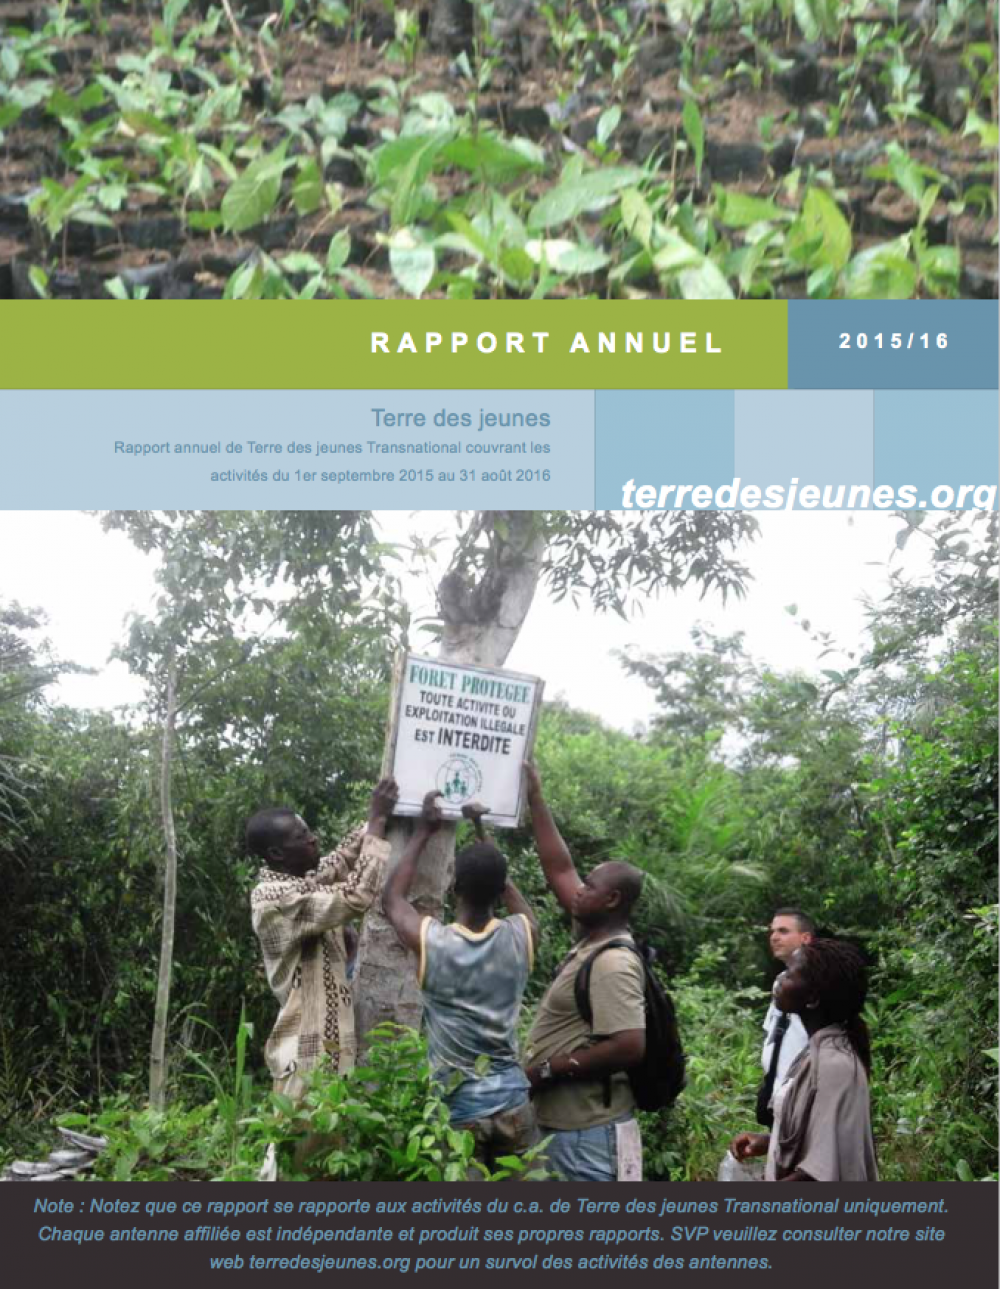 RAPPORT ANNUEL
2015/16
Terre des jeunes
Rapport annuel de Terre des jeunes Transnational couvrant les
activités du 1er septembre 2015 au 31 août 2016
terredesjeunes.org
FORET PROTEGEE
TOUTE ACTIVITE OU
EXPLOITATION ILLEGALE
EST INTERDITE
Note : Notez que ce rapport se rapporte aux activités du c.a. de Terre des jeunes Transnational uniquement.
Chaque antenne affiliée est indépendante et produit ses propres rapports. SVP veuillez consulter notre site
web terredesjeunes.org pour un survol des activités des antennes.